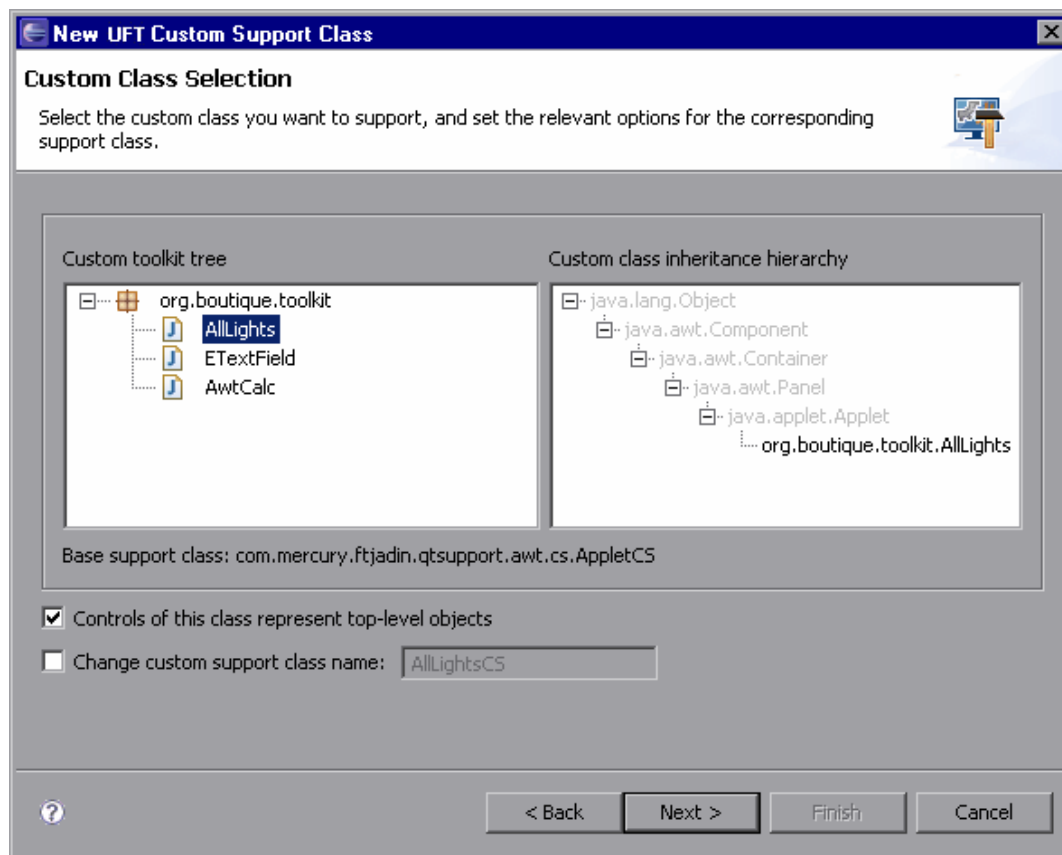 New UFT Custom Support Class
Custom Class Selection
Select the custom class you want to support, and set the relevant options for the corresponding
support class.
Custom toolkit tree
org.boutique.toolkit
AllLights
ETextField
AwtCalc
Custom class inheritance hierarchy
java.lang.Object
java.awt.Component
java.awt.Container
java.awt.Panel
java.applet.Applet
org.boutique.toolkit.AllLights
Base support class: com.mercury.ftjadin.qtsupport.awt.cs.AppletCS
Controls of this class represent top-level objects
Change custom support class name: AllLightsCS
< Back Next > Finish Cancel